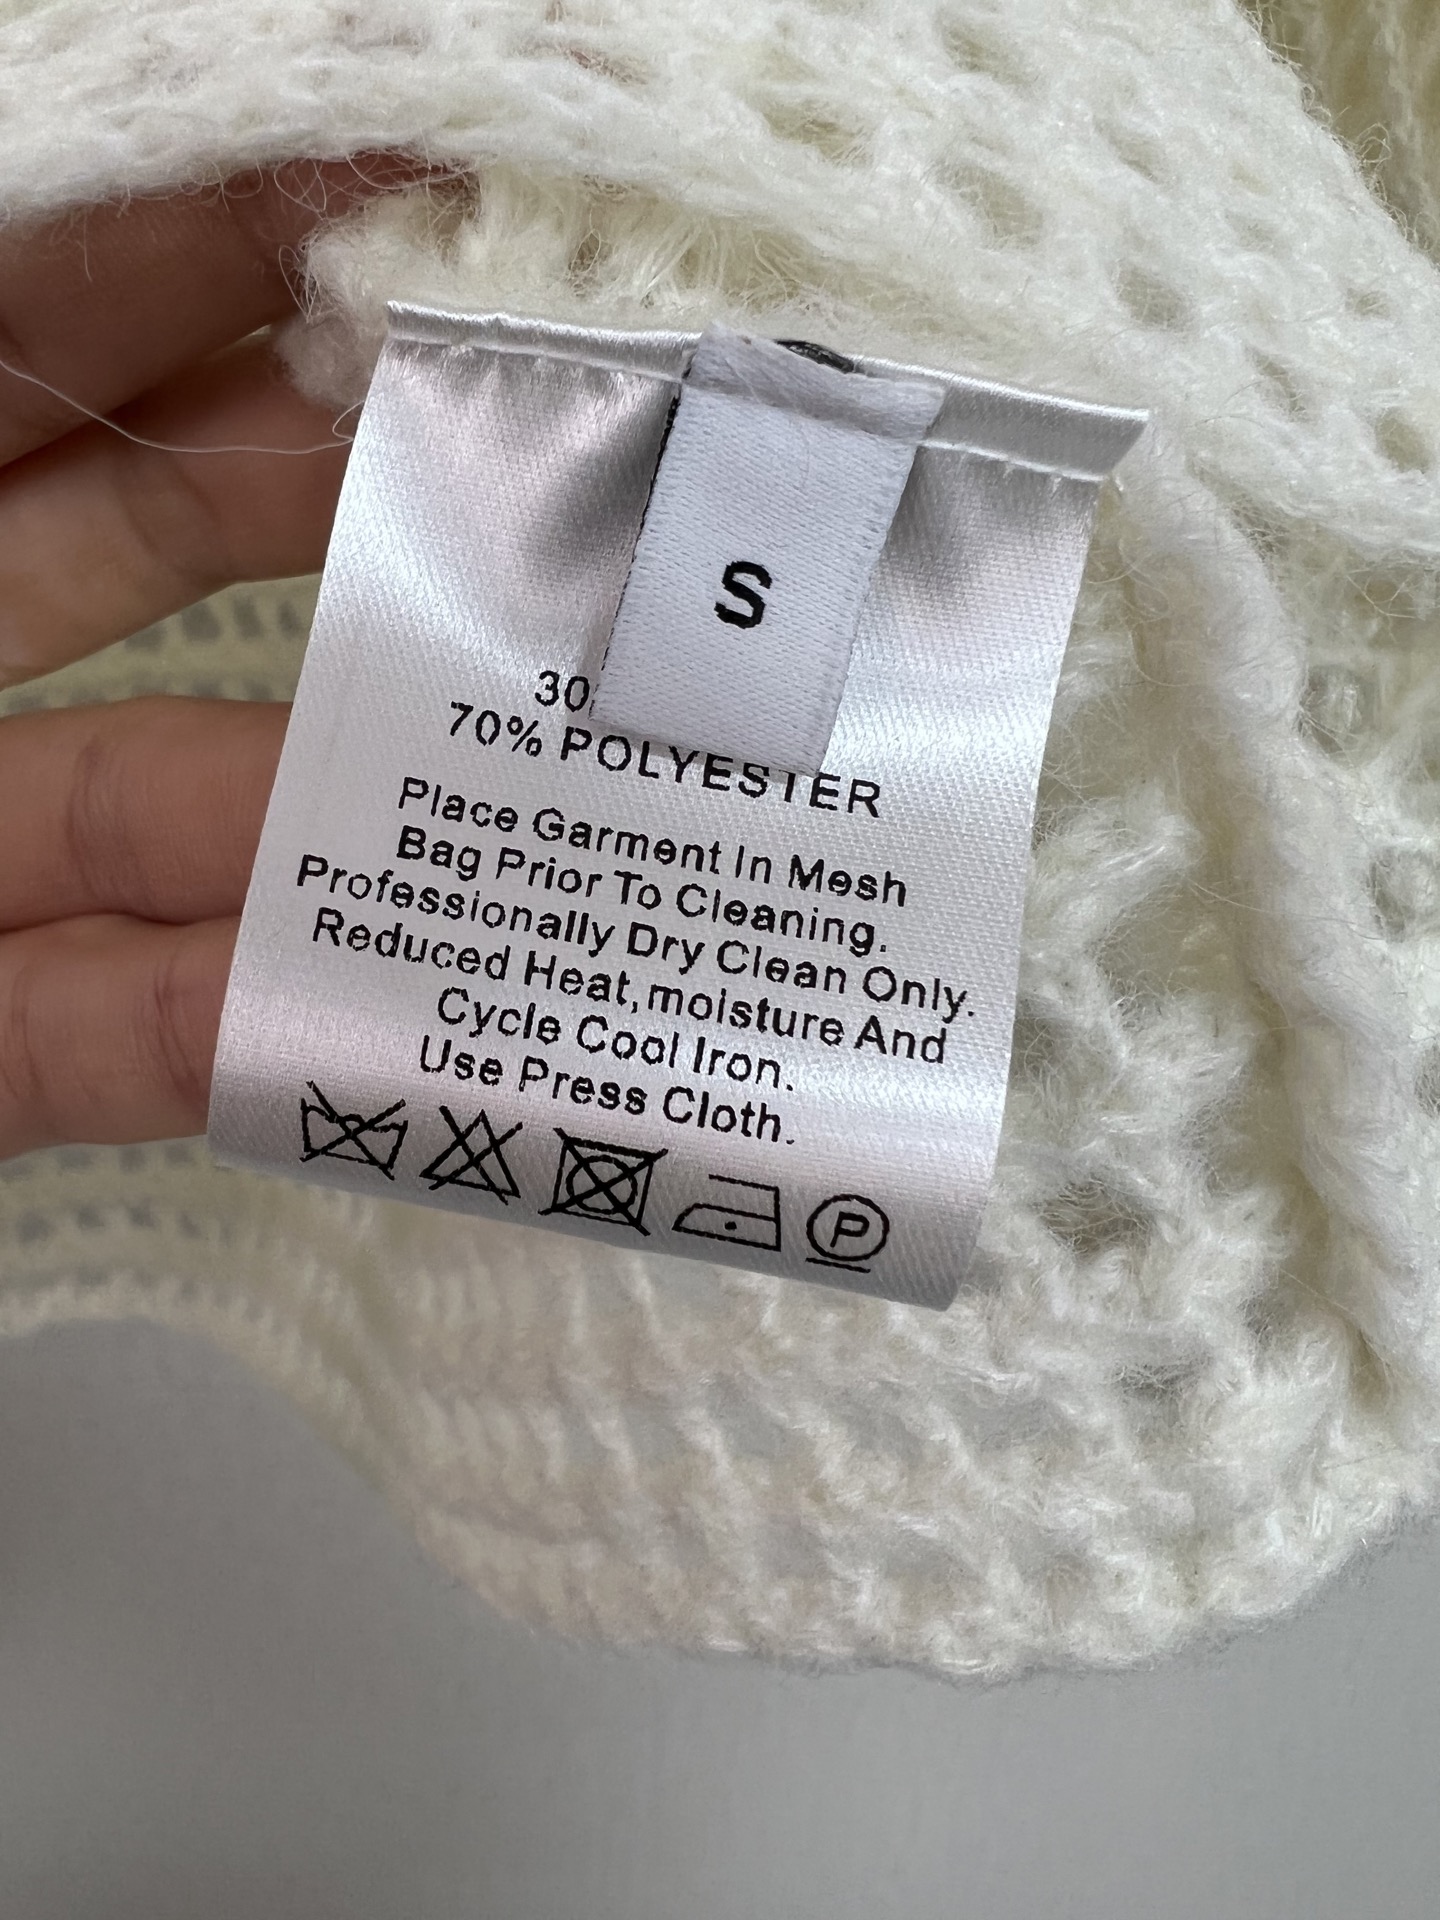 S
30
70% POLYESTER
Place Garment In Mesh
Bag Prior To Cleaning.
Professionally Dry Clean Only.
Reduced Heat,moisture And
Cycle Cool Iron.
Use Press Cloth.
P